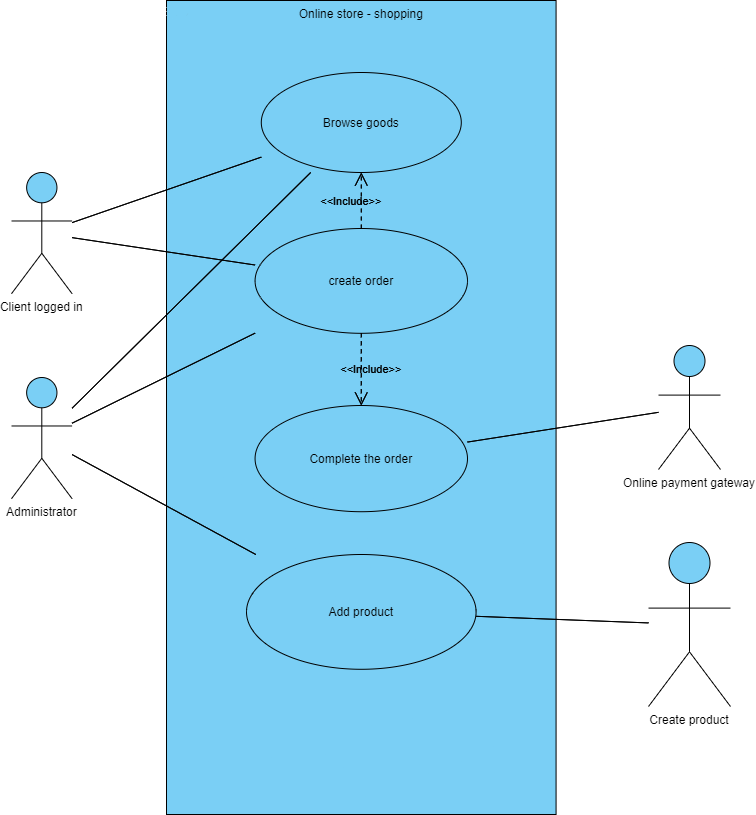 Online store - shopping
Browse goods
<<Include>>
Client logged in
create order
<<Include>>
Complete the order
Online payment gateway
Administrator
Add product
Create product